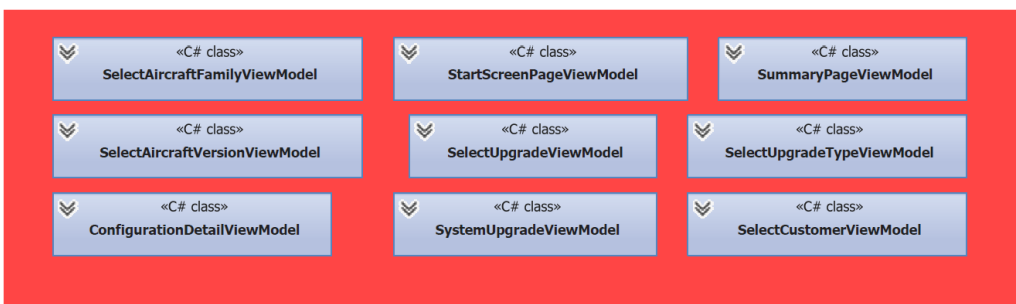 «C# class»
SelectAircraftFamilyViewModel
«C# class»
StartScreenPageViewModel
«C# class»
SummaryPageViewModel
«C# class»
SelectAircraftVersionViewModel
«C# class»
SelectUpgradeViewModel
«C# class»
SelectUpgradeTypeViewModel
«C# class»
ConfigurationDetailViewModel
«C# class»
SystemUpgradeViewModel
«C# class»
SelectCustomerViewModel